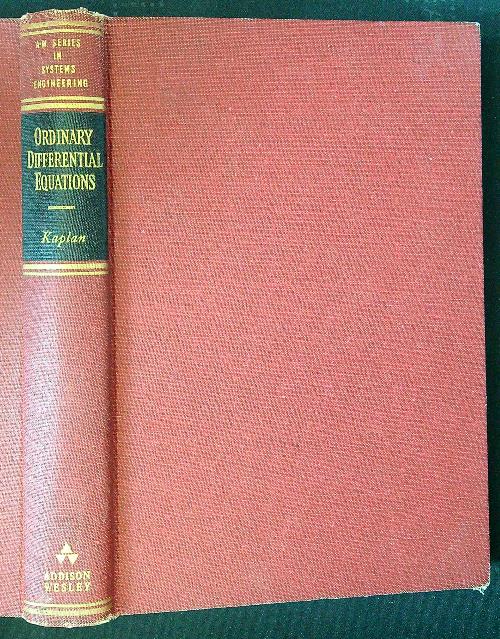 A-W SERIES
IN
SYSTEMS
ENGINEERING
ORDINARY
DIFFERENTIAL
EQUATIONS
Kaplan
ADDISON
WESLEY